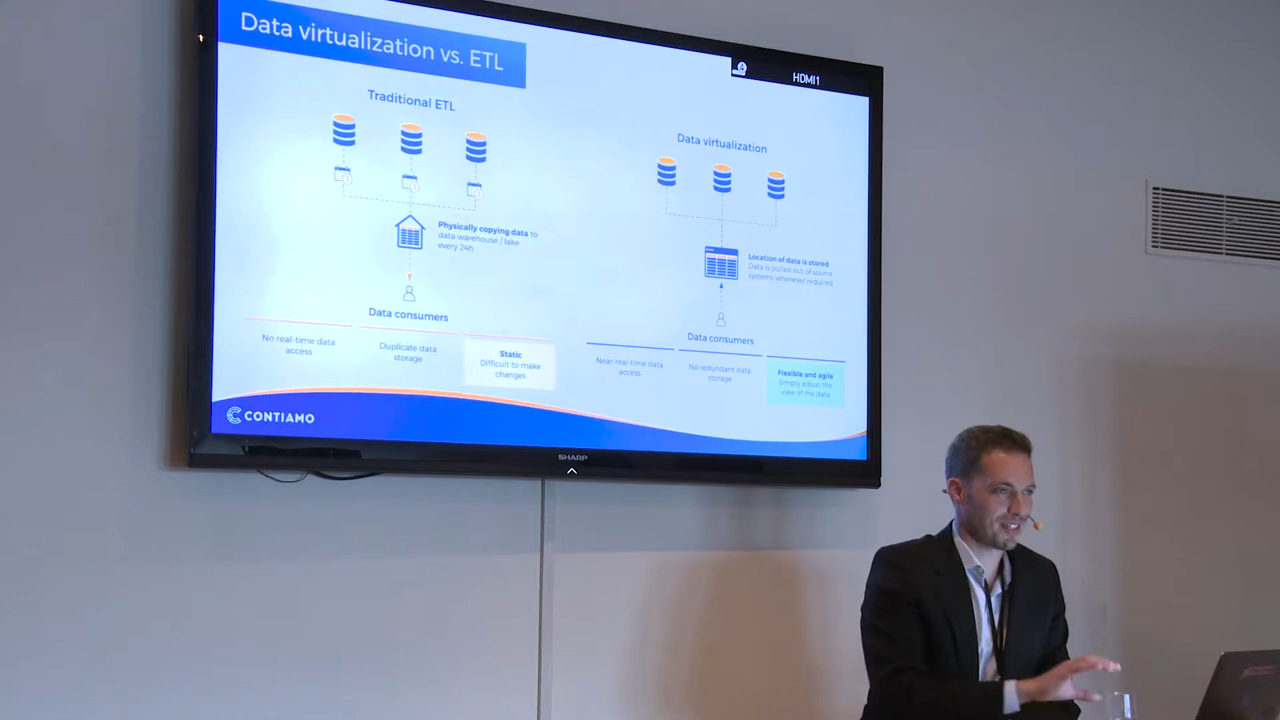 Data virtualization vs. ETL
HDMI1
Traditional ETL
Physically copying data to
data warehouse / lake
every 24h
Data consumers
No real-time data
access
Duplicate data
storage
Static
Difficult to make
changes
Data virtualization
Location of data is stored
Data is pulled out of source
systems whenever required
Data consumers
Near-real-time data
access
No redundant data
storage
Flexible and agile
Simply adjust the
view of the data
CONTIAMO
SHARP